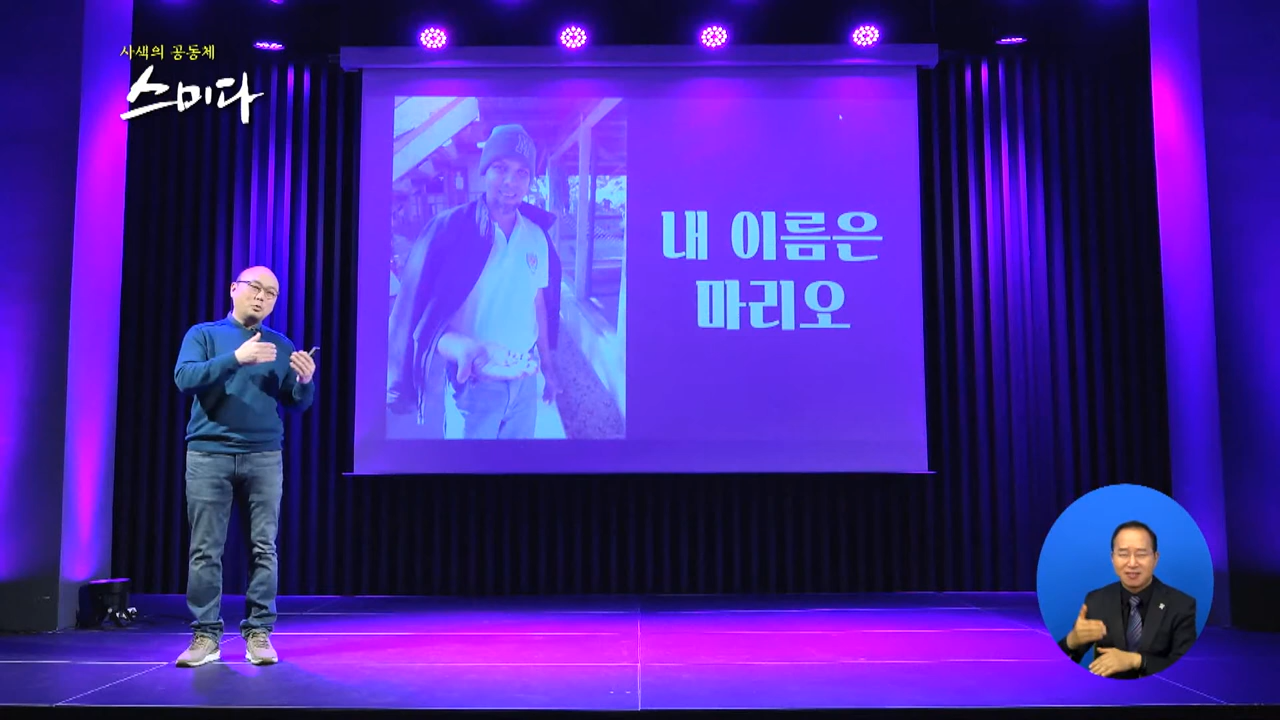 사색의 공동체
스미다
내 이름은
마리오